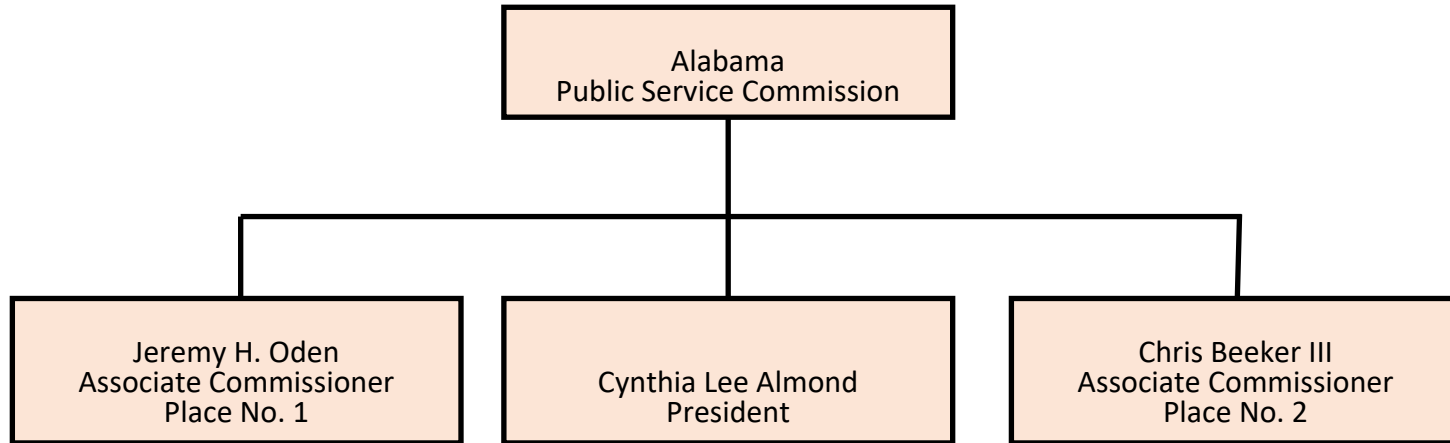 Alabama
Public Service Commission
Jeremy H. Oden
Associate Commissioner
Place No. 1
Cynthia Lee Almond
President
Chris Beeker III
Associate Commissioner
Place No. 2